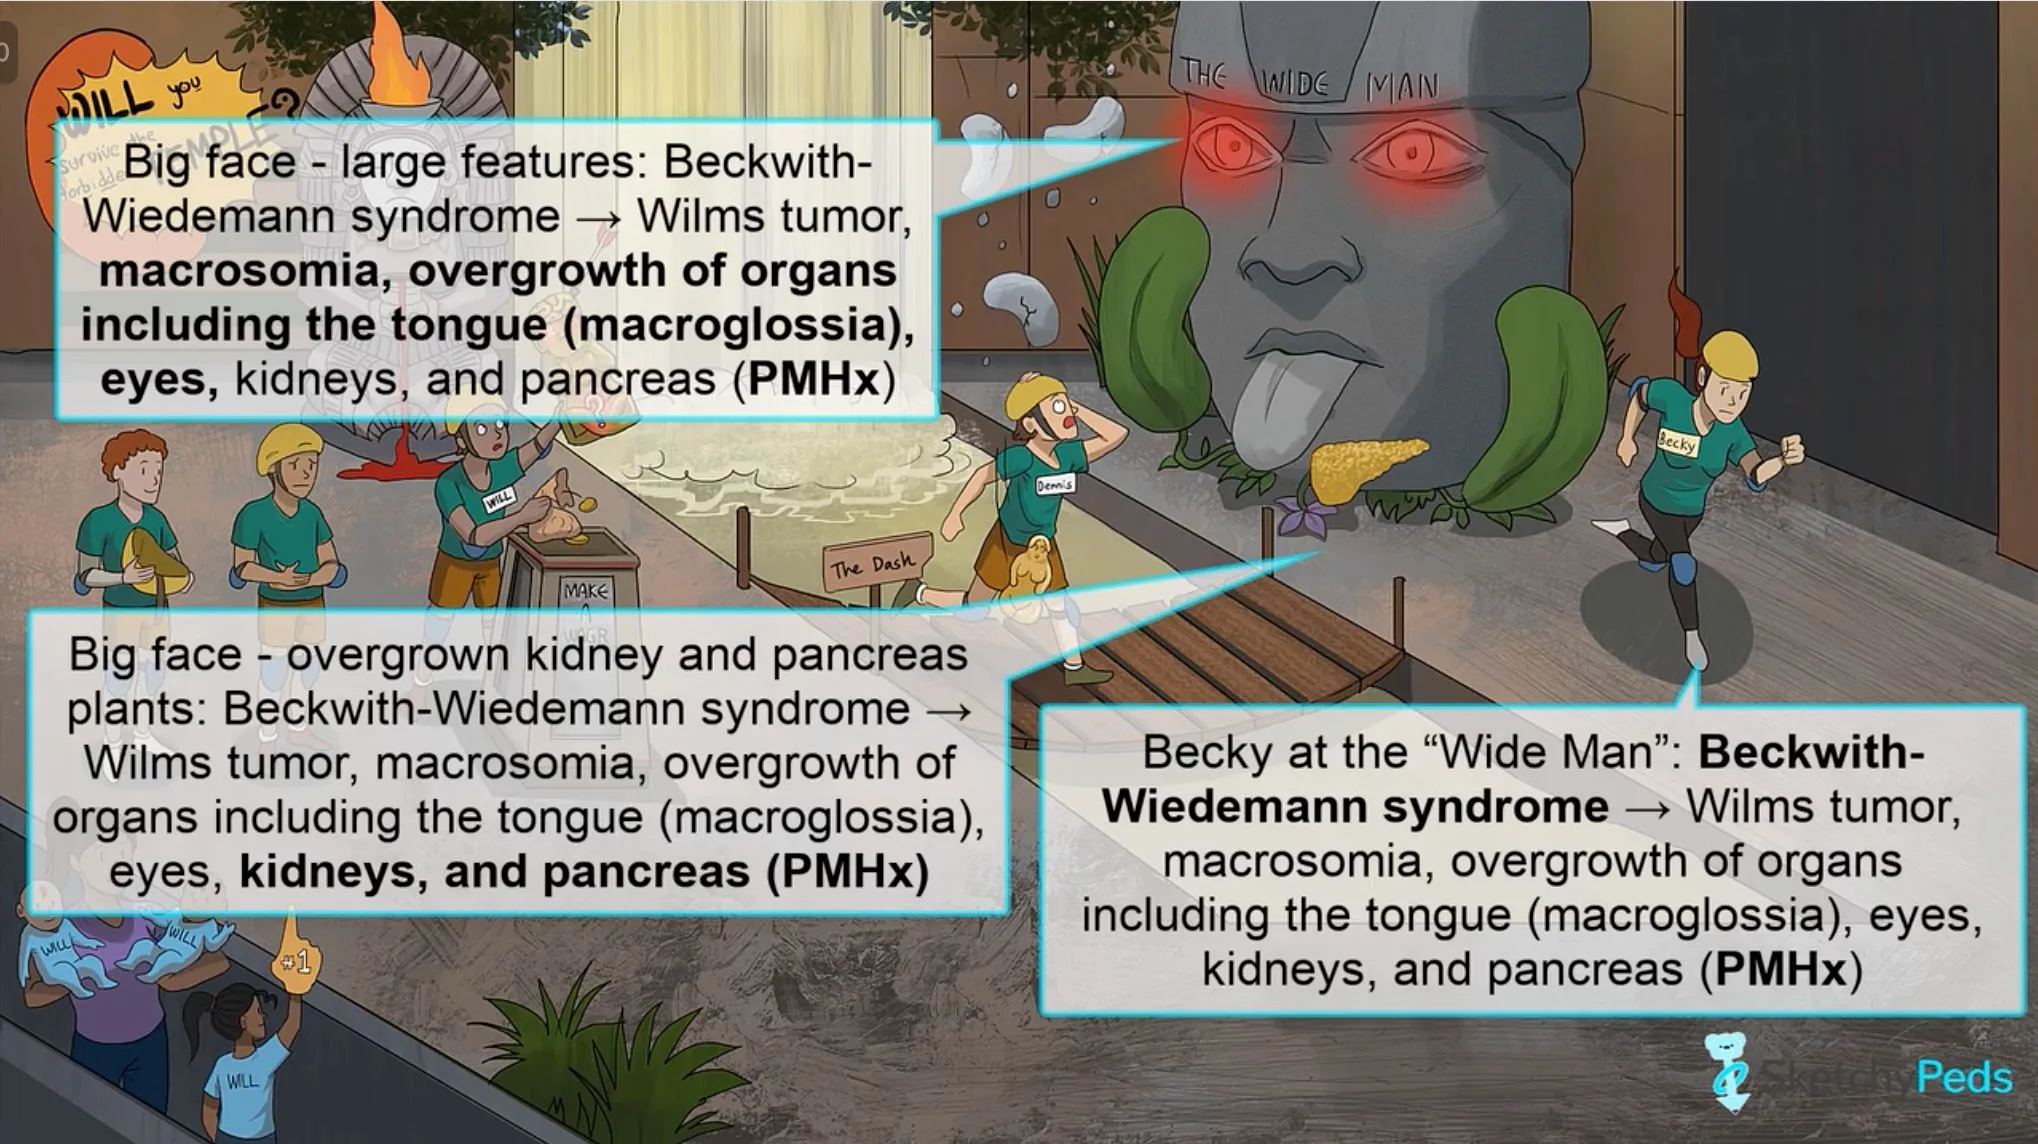 WILL you
survive the
forbidden TEMPLE?
THE WIDE MAN
Big face - large features: Beckwith-
Wiedemann syndrome → Wilms tumor,
macrosomia, overgrowth of organs
including the tongue (macroglossia),
eyes, kidneys, and pancreas (PMHx)
Becky
WILL
Dennis
The Dash
MAKE
A
WAGR
Big face - overgrown kidney and pancreas
plants: Beckwith-Wiedemann syndrome →
Wilms tumor, macrosomia, overgrowth of
organs including the tongue (macroglossia),
eyes, kidneys, and pancreas (PMHx)
Becky at the “Wide Man”: Beckwith-
Wiedemann syndrome → Wilms tumor,
macrosomia, overgrowth of organs
including the tongue (macroglossia), eyes,
kidneys, and pancreas (PMHx)
WILL
WILL
#1
WILL
SketchyPeds